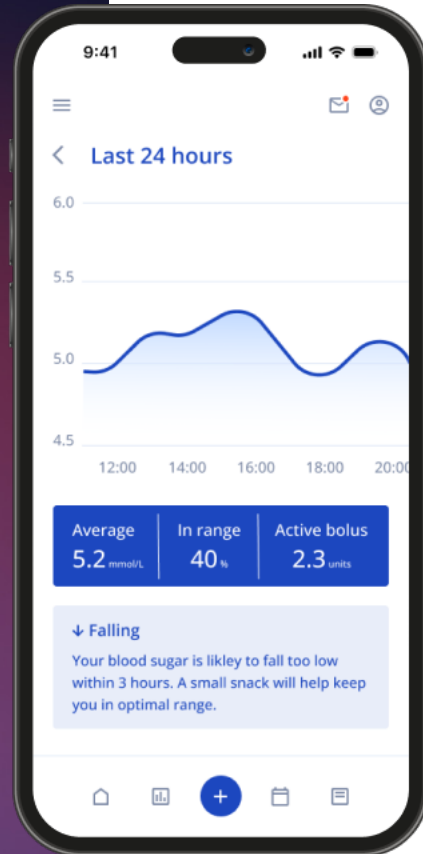 9:41
Last 24 hours
6.0
5.5
5.0
4.5
12:00 14:00 16:00 18:00 20:00
Average In range Active bolus
5.2 mmol/L 40 % 2.3 units
↓ Falling
Your blood sugar is likley to fall too low
within 3 hours. A small snack will help keep
you in optimal range.